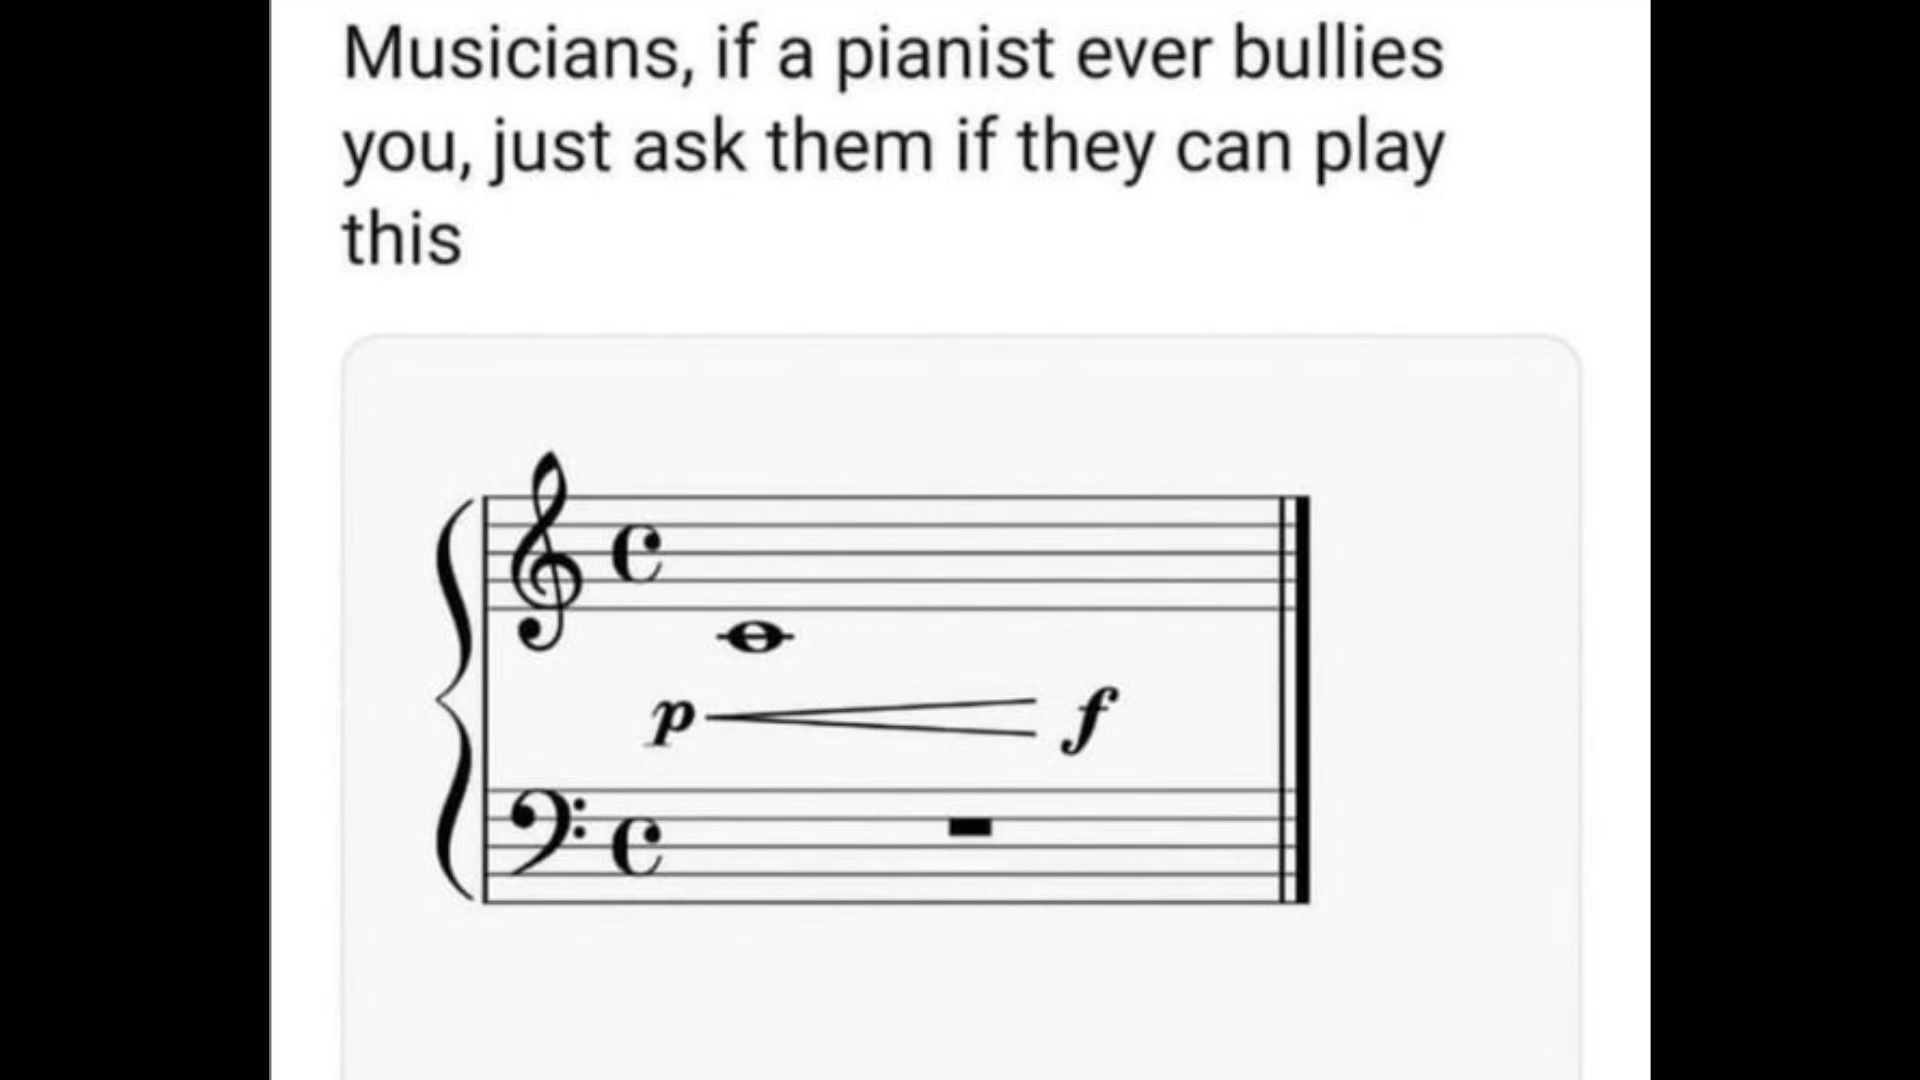 Musicians, if a pianist ever bullies
you, just ask them if they can play
this
p f